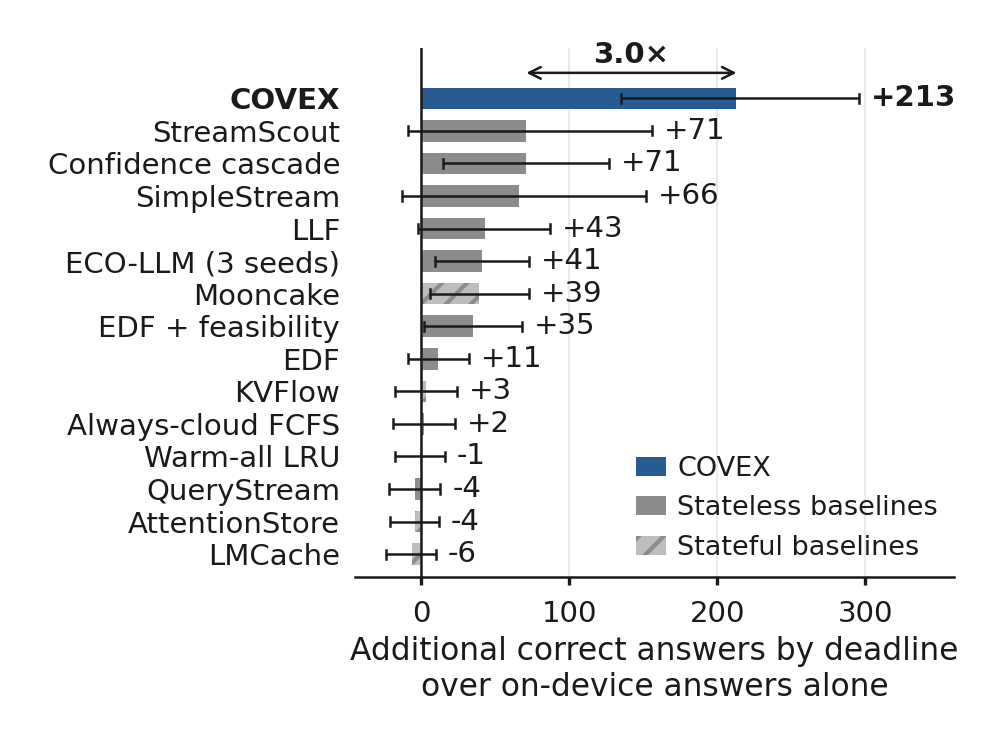 3.0×
COVEX +213
StreamScout +71
Confidence cascade +71
SimpleStream +66
LLF +43
ECO-LLM (3 seeds) +41
Mooncake +39
EDF + feasibility +35
EDF +11
KVFlow +3
Always-cloud FCFS +2
Warm-all LRU -1
QueryStream -4
AttentionStore -4
LMCache -6
COVEX
Stateless baselines
Stateful baselines
0 100 200 300
Additional correct answers by deadline
over on-device answers alone